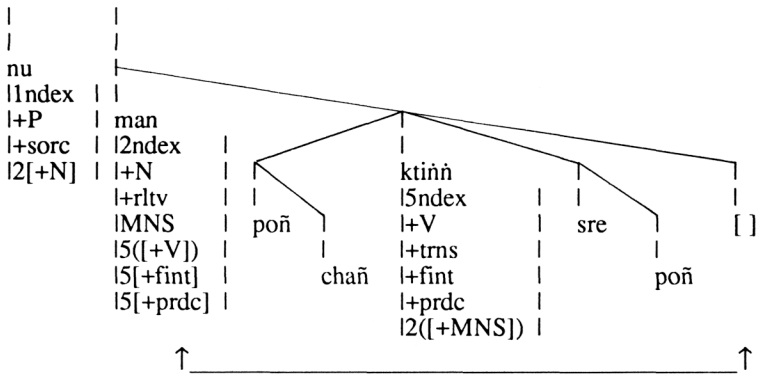 nu
1ndex
+P man
+sorc 2ndex
2[+N] +N ktiṅṅ
+rltv 5ndex
MNS poñ +V sre [ ]
5([+V]) +trns
5[+fint] chañ +fint poñ
5[+prdc] +prdc
2([+MNS])